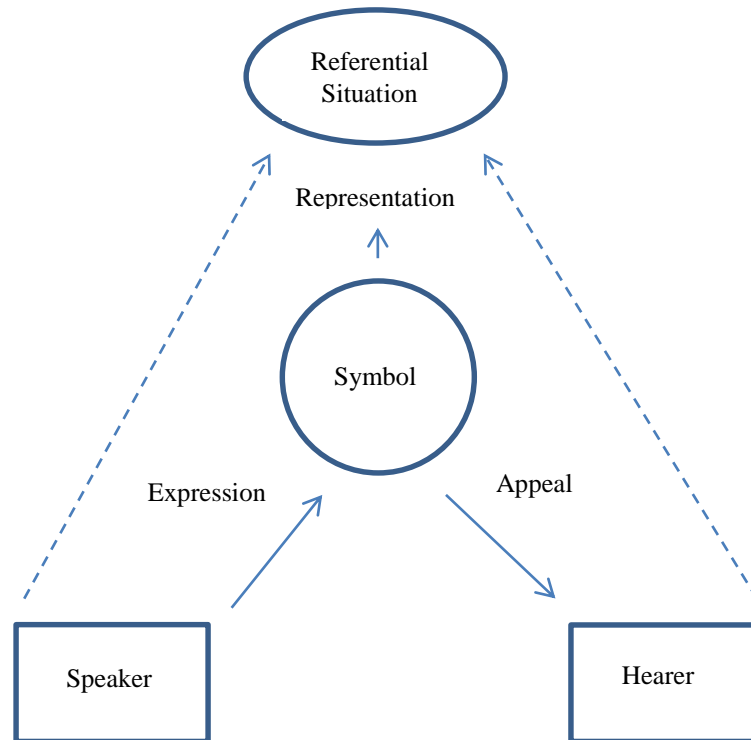 Referential
Situation
Representation
Symbol
Expression
Appeal
Speaker
Hearer